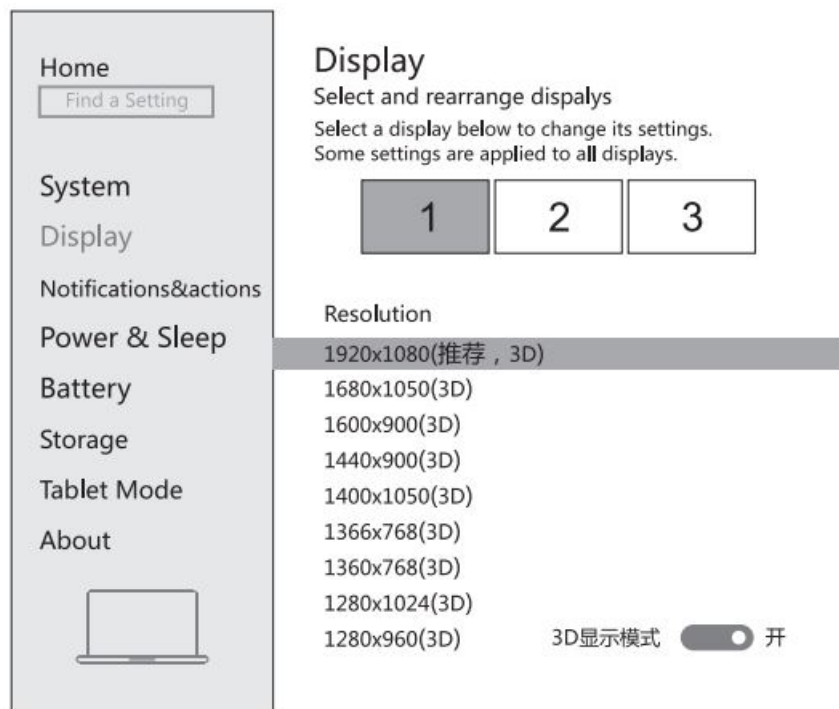 Home
Find a Setting
System
Display
Notifications&actions
Power & Sleep
Battery
Storage
Tablet Mode
About
Display
Select and rearrange dispalys
Select a display below to change its settings.
Some settings are applied to all displays.
1 2 3
Resolution
1920x1080(推荐，3D)
1680x1050(3D)
1600x900(3D)
1440x900(3D)
1400x1050(3D)
1366x768(3D)
1360x768(3D)
1280x1024(3D)
1280x960(3D) 3D显示模式 开